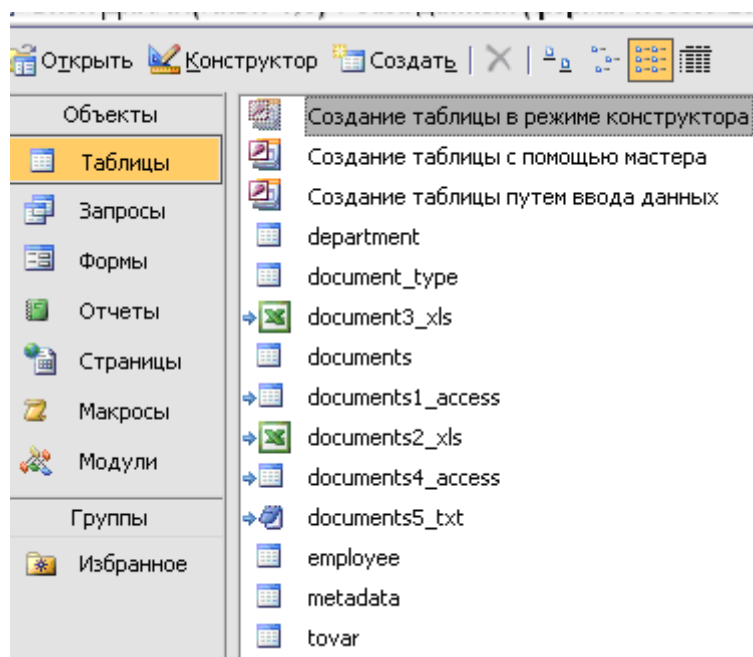 Открыть Конструктор Создать
Объекты
Таблицы
Запросы
Формы
Отчеты
Страницы
Макросы
Модули
Группы
Избранное
Создание таблицы в режиме конструктора
Создание таблицы с помощью мастера
Создание таблицы путем ввода данных
department
document_type
document3_xls
documents
documents1_access
documents2_xls
documents4_access
documents5_txt
employee
metadata
tovar